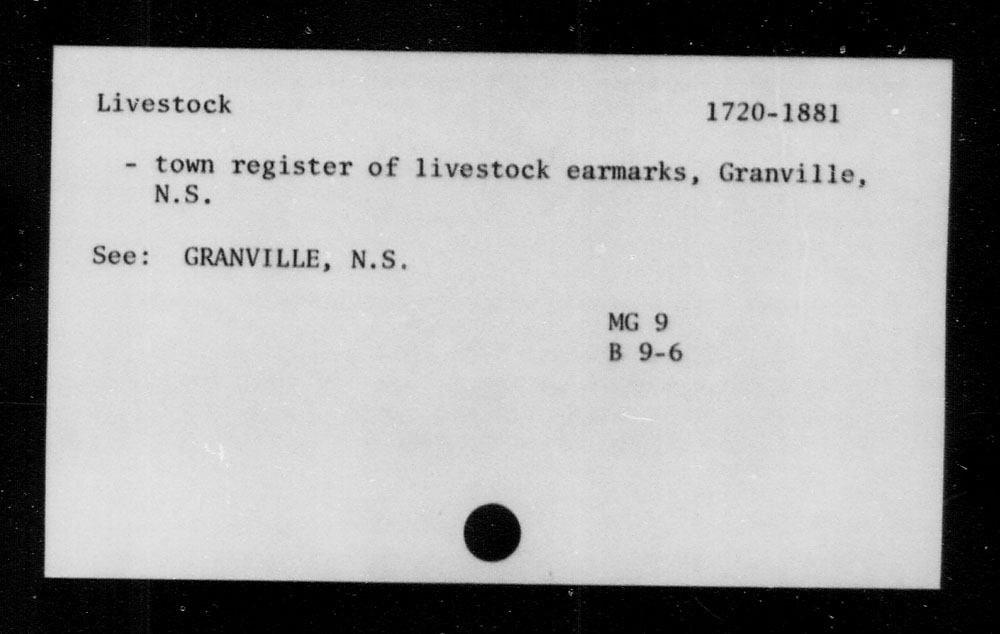 Livestock 1720-1881
- town register of livestock earmarks, Granville,
N.S.
See: GRANVILLE, N.S.
MG 9
B 9-6